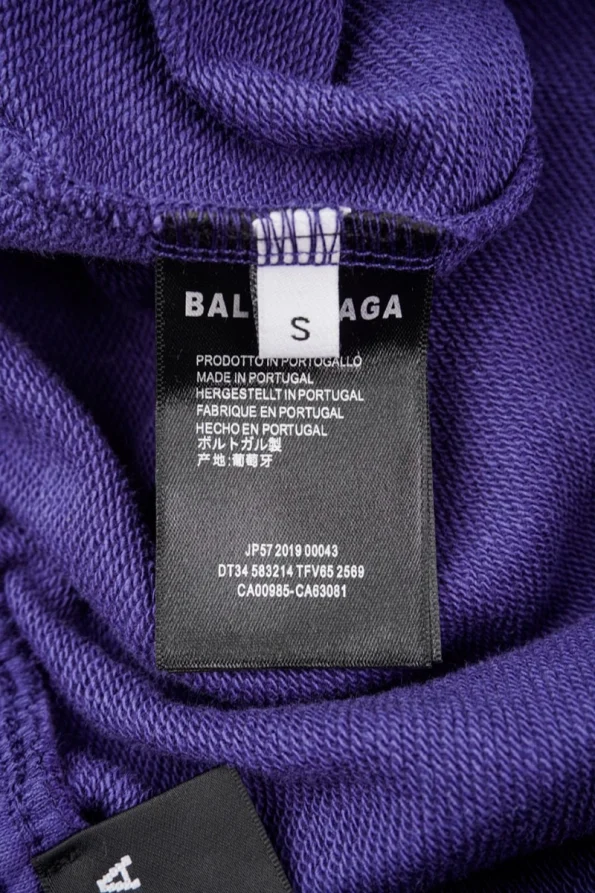 BAL AGA
S
PRODOTTO IN PORTOGALLO
MADE IN PORTUGAL
HERGESTELLT IN PORTUGAL
FABRIQUE EN PORTUGAL
HECHO EN PORTUGAL
ポルトガル製
产地:葡萄牙
JP57 2019 00043
DT34 583214 TFV65 2569
CA00985-CA63081
A